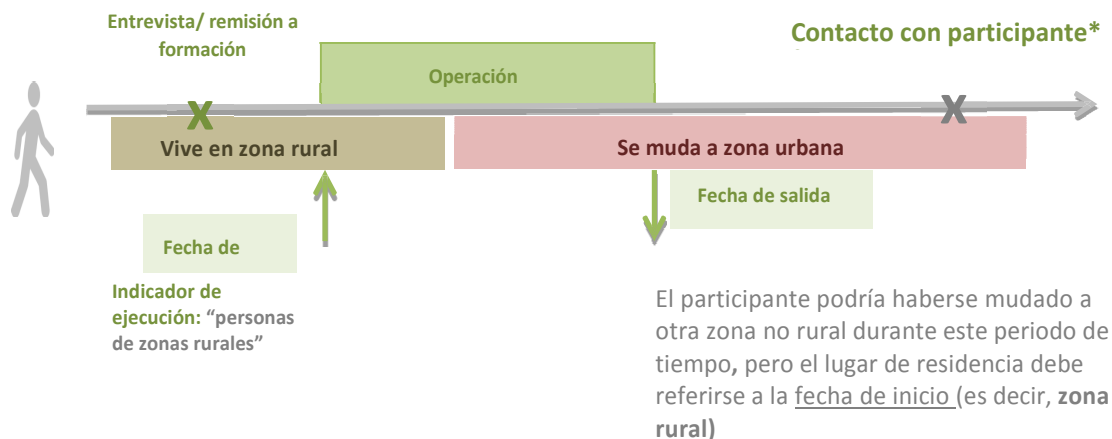 Entrevista/ remisión a
formación
Contacto con participante*
Operación
X
X
Vive en zona rural
Se muda a zona urbana
Fecha de salida
Fecha de
Indicador de
ejecución: “personas
de zonas rurales”
El participante podría haberse mudado a
otra zona no rural durante este periodo de
tiempo, pero el lugar de residencia debe
referirse a la fecha de inicio (es decir, zona
rural)